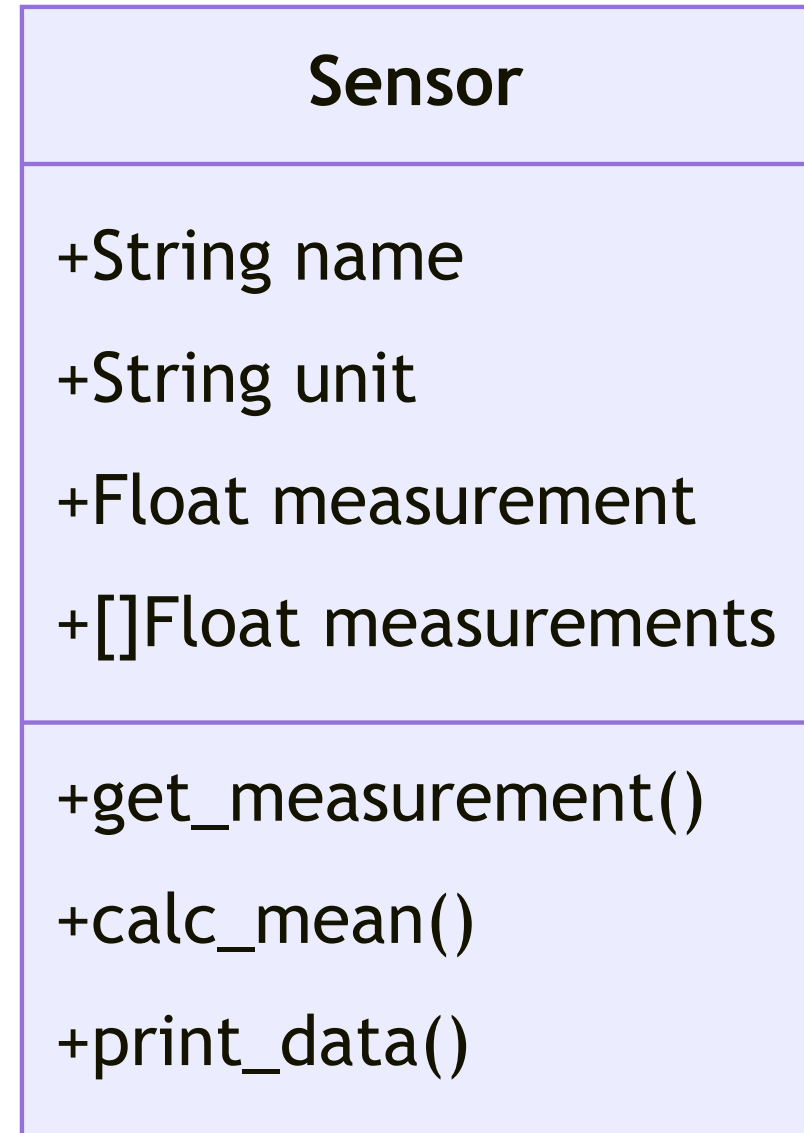 Sensor
+String name
+String unit
+Float measurement
+[]Float measurements
+get_measurement()
+calc_mean()
+print_data()